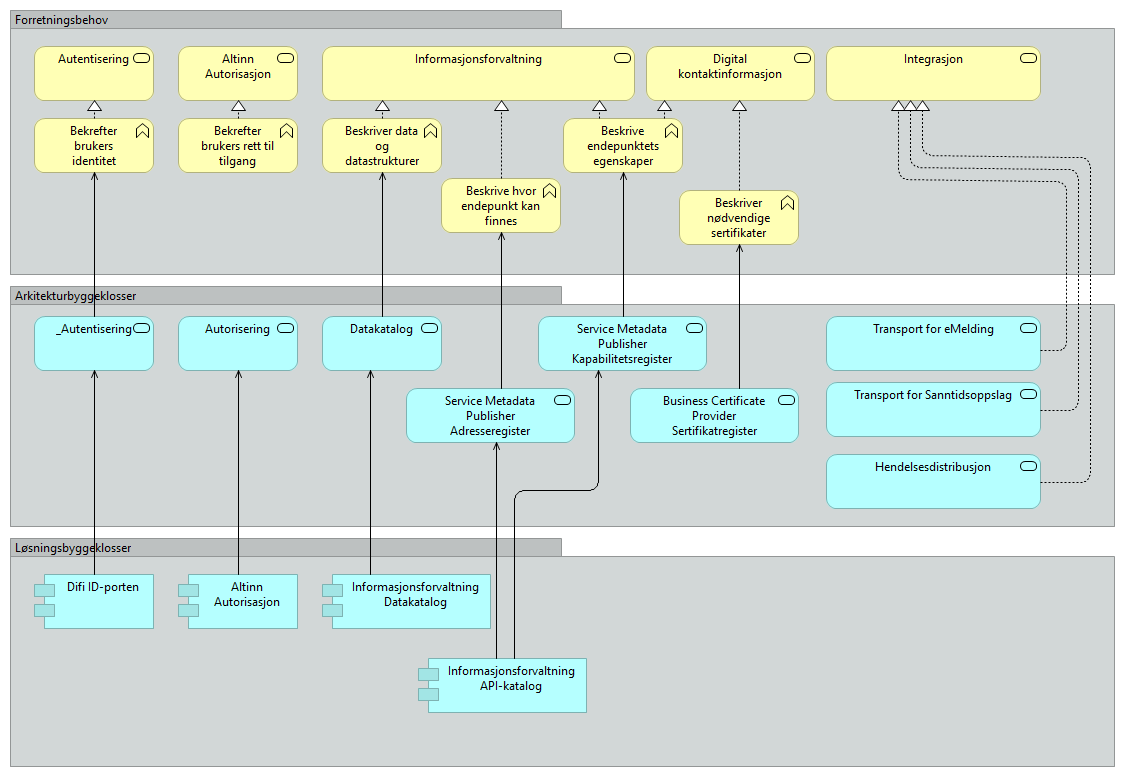 Forretningsbehov
Autentisering
Altinn
Autorisasjon
Informasjonsforvaltning
Digital
kontaktinformasjon
Integrasjon
Bekrefter
brukers
identitet
Bekrefter
brukers rett til
tilgang
Beskriver data
og
datastrukturer
Beskrive
endepunktets
egenskaper
Beskrive hvor
endepunkt kan
finnes
Beskriver
nødvendige
sertifikater
Arkitekturbyggeklosser
_Autentisering
Autorisering
Datakatalog
Service Metadata
Publisher
Kapabilitetsregister
Transport for eMelding
Service Metadata
Publisher
Adresseregister
Business Certificate
Provider
Sertifikatregister
Transport for Sanntidsoppslag
Hendelsesdistribusjon
Løsningsbyggeklosser
Difi ID-porten
Altinn
Autorisasjon
Informasjonsforvaltning
Datakatalog
Informasjonsforvaltning
API-katalog